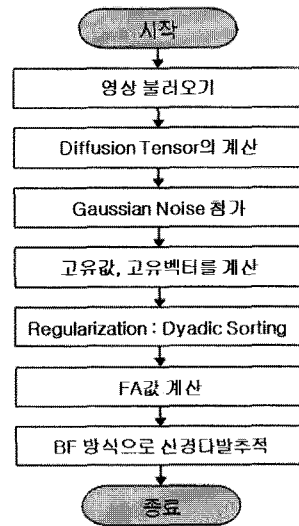 시작
영상 불러오기
Diffusion Tensor의 계산
Gaussian Noise 첨가
고유값, 고유벡터를 계산
Regularization : Dyadic Sorting
FA값 계산
BF 방식으로 신경다발추적
종료